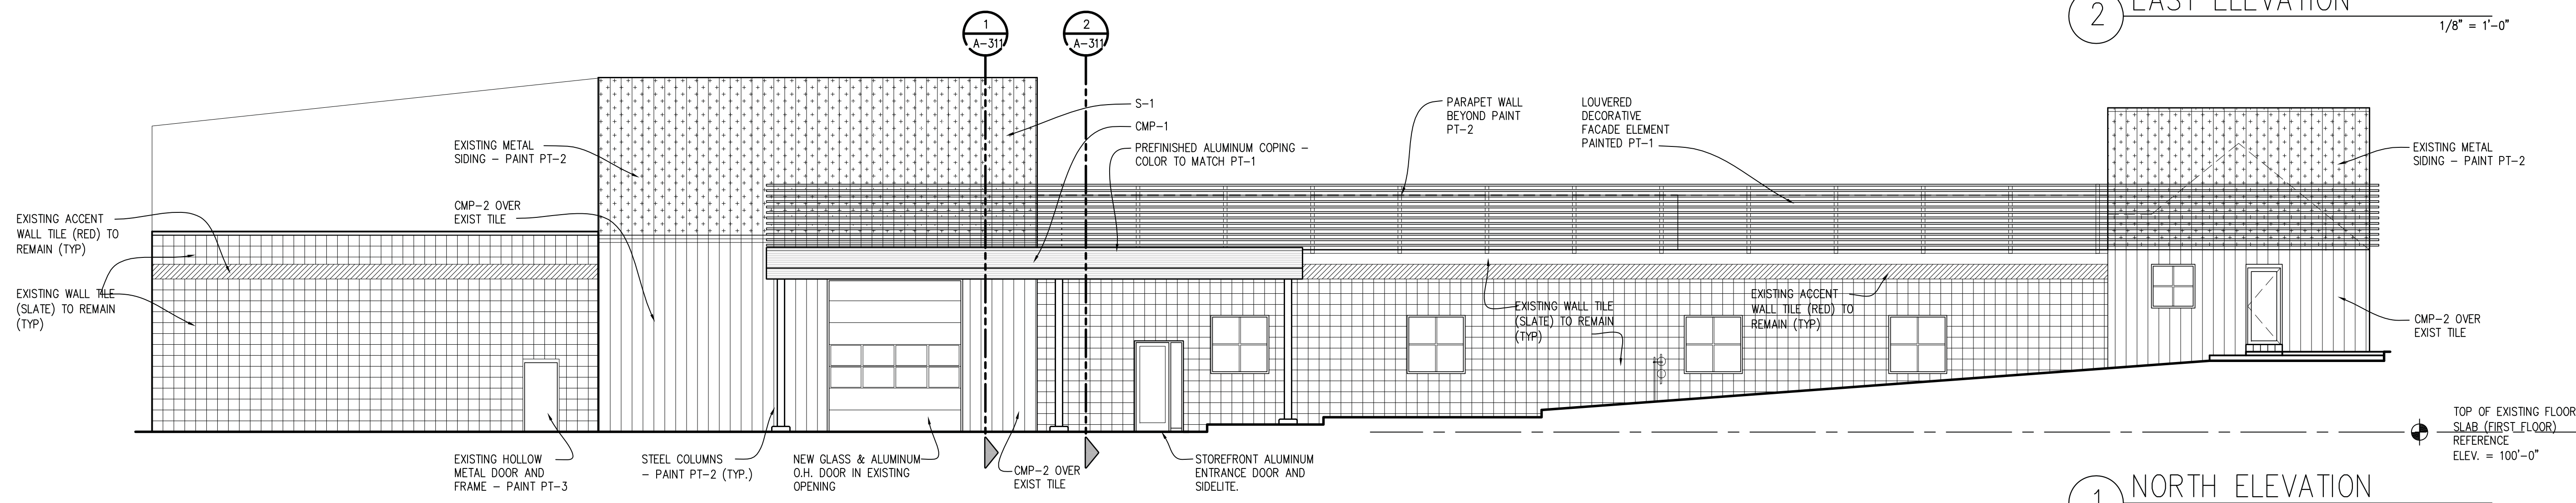 2
EAST ELEVATION
1/8" = 1'-0"
1
A-311
2
A-311
S-1
CMP-1
PREFINISHED ALUMINUM COPING –
COLOR TO MATCH PT-1
PARAPET WALL
BEYOND PAINT
PT-2
LOUVERED
DECORATIVE
FACADE ELEMENT
PAINTED PT-1
EXISTING METAL
SIDING – PAINT PT-2
EXISTING METAL
SIDING – PAINT PT-2
CMP-2 OVER
EXIST TILE
EXISTING ACCENT
WALL TILE (RED) TO
REMAIN (TYP)
EXISTING WALL TILE
(SLATE) TO REMAIN
(TYP)
EXISTING WALL TILE
(SLATE) TO REMAIN
(TYP)
EXISTING ACCENT
WALL TILE (RED) TO
REMAIN (TYP)
CMP-2 OVER
EXIST TILE
EXISTING HOLLOW
METAL DOOR AND
FRAME – PAINT PT-3
STEEL COLUMNS
– PAINT PT-2 (TYP.)
NEW GLASS & ALUMINUM
O.H. DOOR IN EXISTING
OPENING
CMP-2 OVER
EXIST TILE
STOREFRONT ALUMINUM
ENTRANCE DOOR AND
SIDELITE.
TOP OF EXISTING FLOOR
SLAB (FIRST FLOOR)
REFERENCE
ELEV. = 100'-0"
1
NORTH ELEVATION